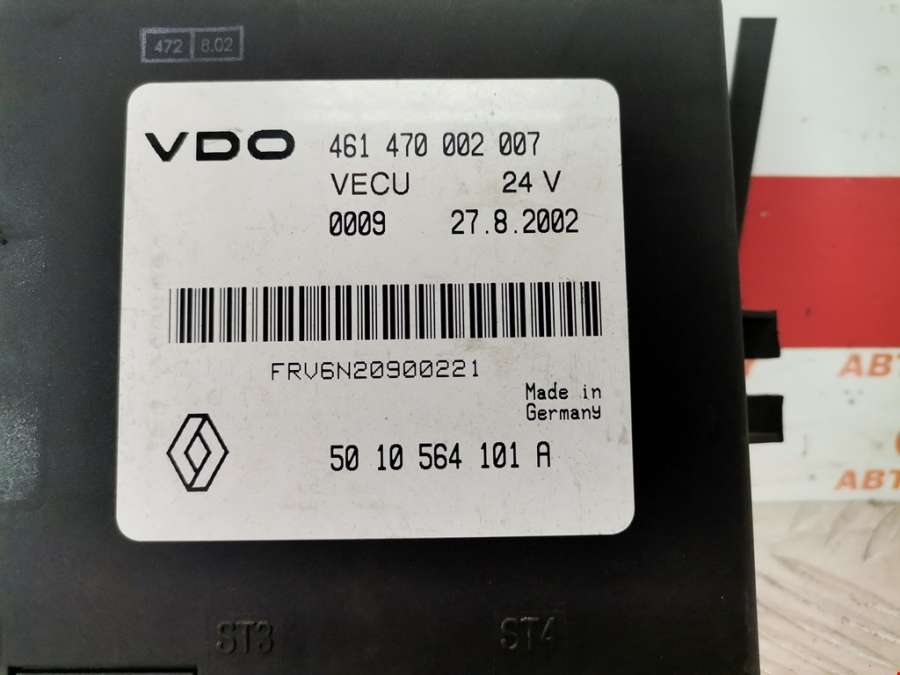 472 8.02
VDO 461 470 002 007
VECU 24 V
0009 27.8.2002
FRV6N20900221
Made in
Germany
50 10 564 101 A
ST3 ST4